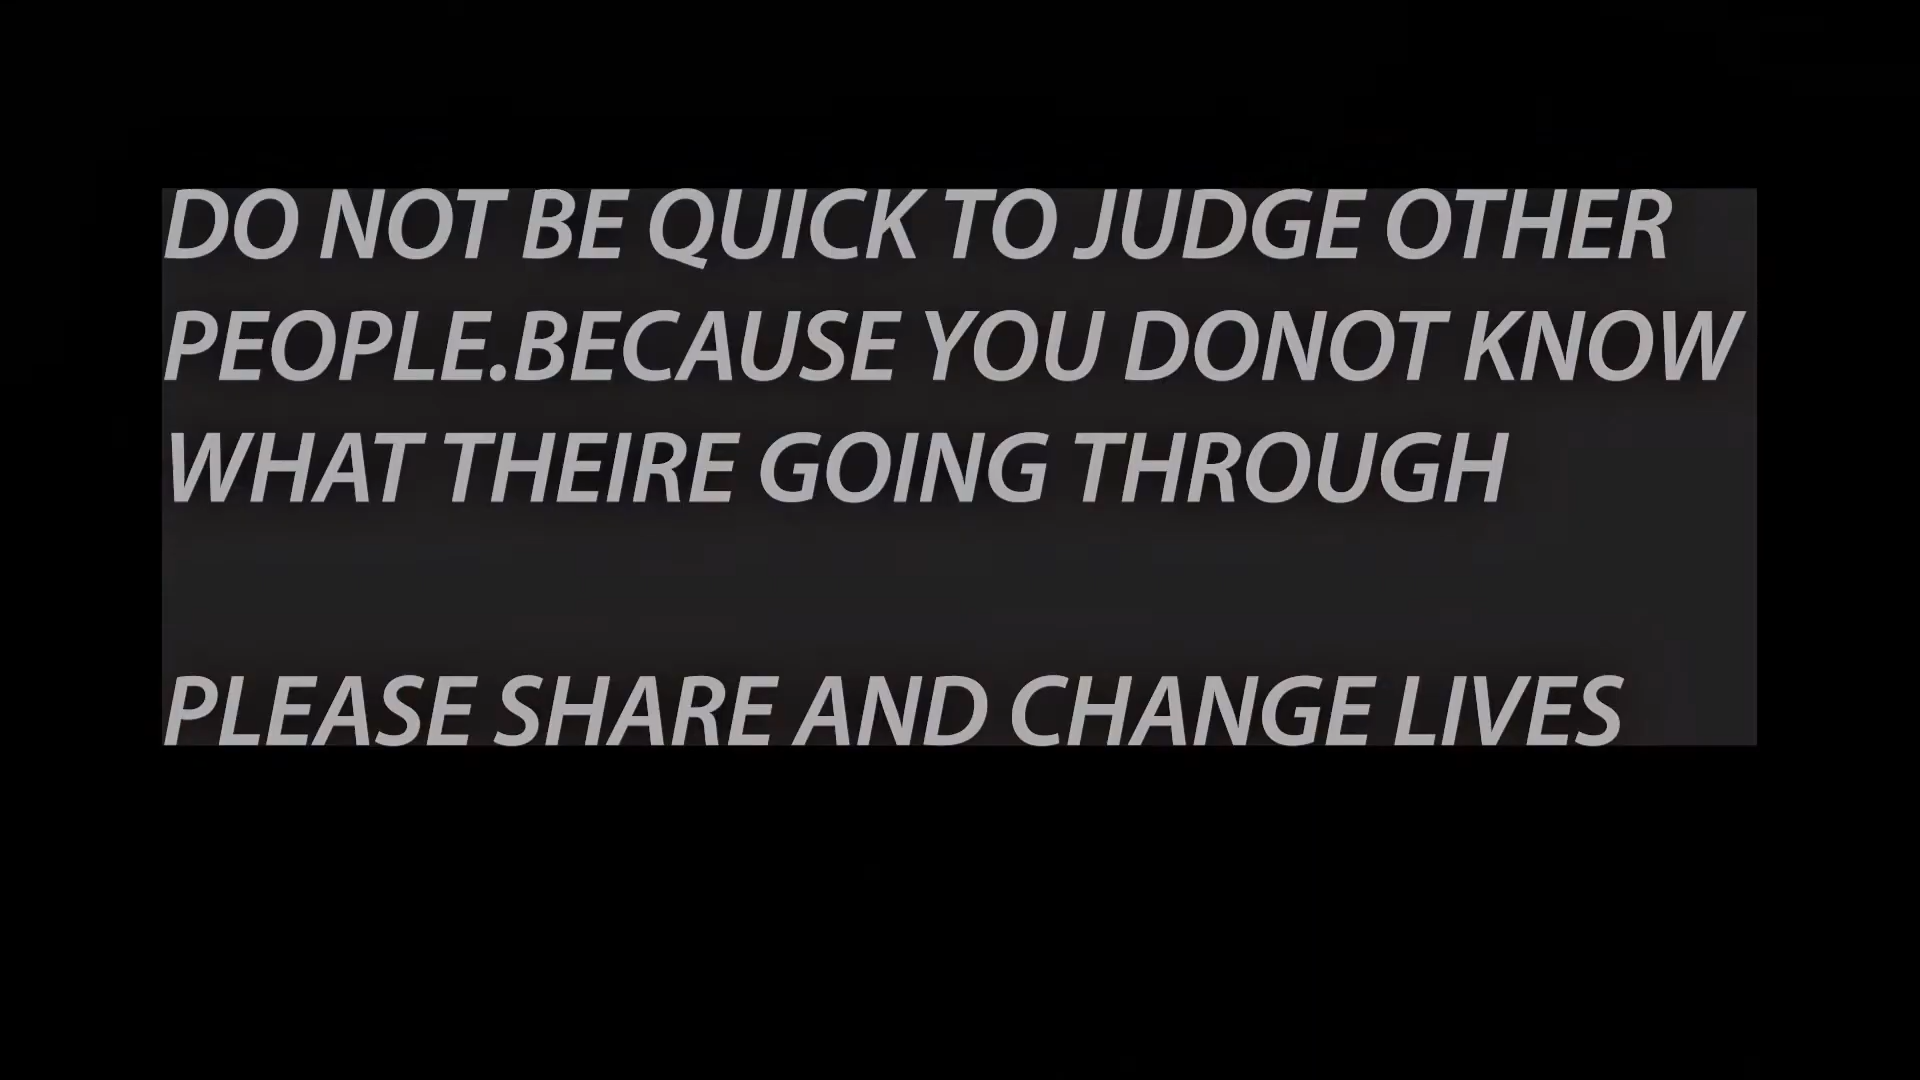 DO NOT BE QUICK TO JUDGE OTHER
PEOPLE.BECAUSE YOU DONOT KNOW
WHAT THEIRE GOING THROUGH
PLEASE SHARE AND CHANGE LIVES